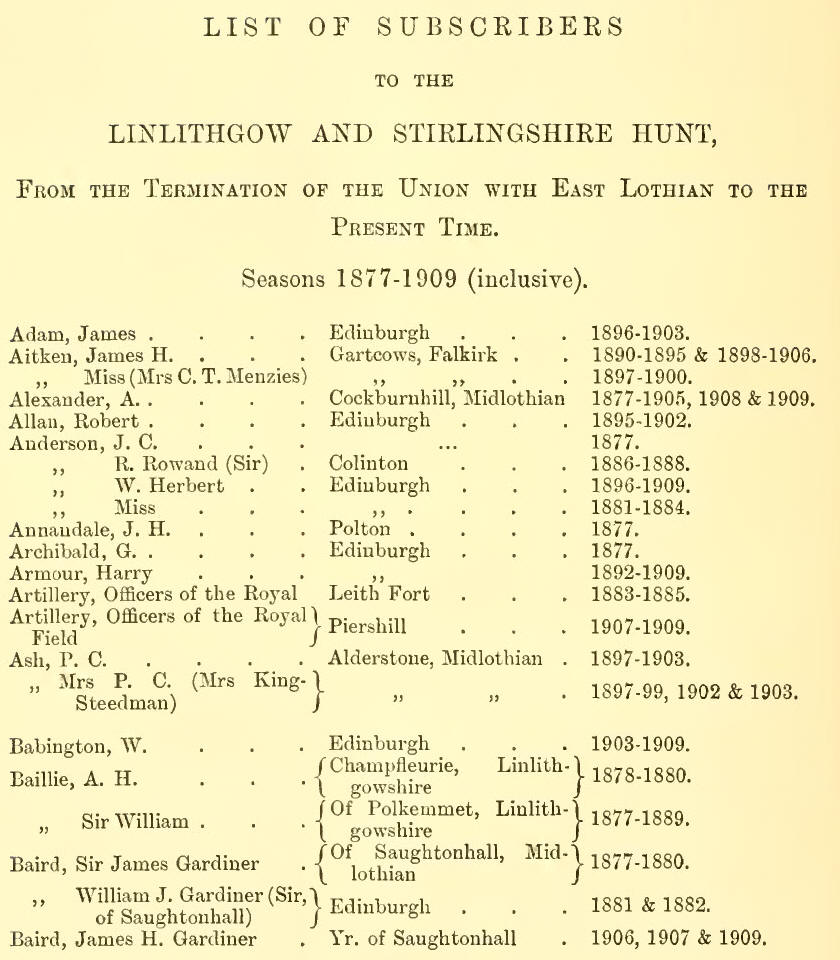 LIST OF SUBSCRIBERS
TO THE
LINLITHGOW AND STIRLINGSHIRE HUNT,
FROM THE TERMINATION OF THE UNION WITH EAST LOTHIAN TO THE
PRESENT TIME.
Seasons 1877-1909 (inclusive).
Adam, James . . . . Edinburgh . . . 1896-1903.
Aitken, James H. . . . Gartcows, Falkirk . . 1890-1895 & 1898-1906.
,, Miss (Mrs C. T. Menzies) ,, ,, . . 1897-1900.
Alexander, A. . . . . Cockburnhill, Midlothian 1877-1905, 1908 & 1909.
Allan, Robert . . . . Edinburgh . . . 1895-1902.
Anderson, J. C. . . . ... 1877.
,, R. Rowand (Sir) . Colinton . . . 1886-1888.
,, W. Herbert . . Edinburgh . . . 1896-1909.
,, Miss . . . ,, . . . 1881-1884.
Annandale, J. H. . . . Polton . . . 1877.
Archibald, G. . . . . Edinburgh . . . 1877.
Armour, Harry . . . ,, 1892-1909.
Artillery, Officers of the Royal Leith Fort . . . 1883-1885.
Artillery, Officers of the Royal
Field } Piershill . . . 1907-1909.
Ash, P. C. . . . . Alderstone, Midlothian . 1897-1903.
,, Mrs P. C. (Mrs King-
Steedman) } ,, ,, . 1897-99, 1902 & 1903.
Babington, W. . . . Edinburgh . . . 1903-1909.
Baillie, A. H. . . . { Champfleurie, Linlith-
gowshire } 1878-1880.
,, Sir William . . . { Of Polkemmet, Linlith-
gowshire } 1877-1889.
Baird, Sir James Gardiner . { Of Saughtonhall, Mid-
lothian } 1877-1880.
,, William J. Gardiner (Sir,
of Saughtonhall) } Edinburgh . . . 1881 & 1882.
Baird, James H. Gardiner . Yr. of Saughtonhall . 1906, 1907 & 1909.